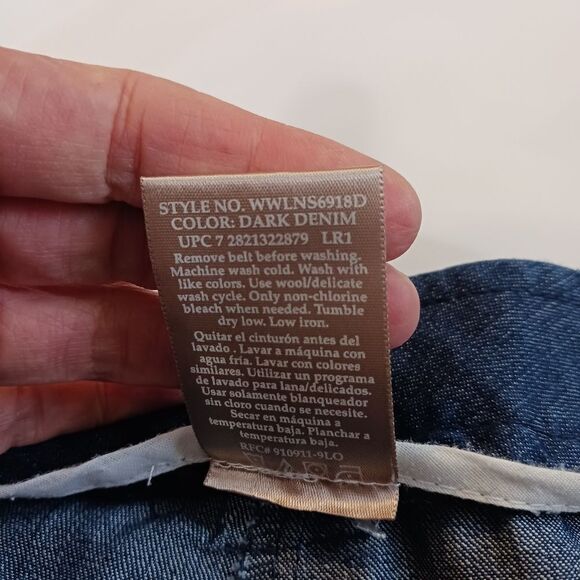 STYLE NO. WWLNS6918D
COLOR: DARK DENIM
UPC 7 2821322879 LR1
Remove belt before washing.
Machine wash cold. Wash with
like colors. Use wool/delicate
wash cycle. Only non-chlorine
bleach when needed. Tumble
dry low. Low iron.
Quitar el cinturón antes del
lavado . Lavar a máquina con
agua fría. Lavar con colores
similares. Utilizar un programa
de lavado para lana/delicados.
Usar solamente blanqueador
sin cloro cuando se necesite.
Secar en máquina a
temperatura baja. Planchar a
temperatura baja.
RFC# 910911-9LO